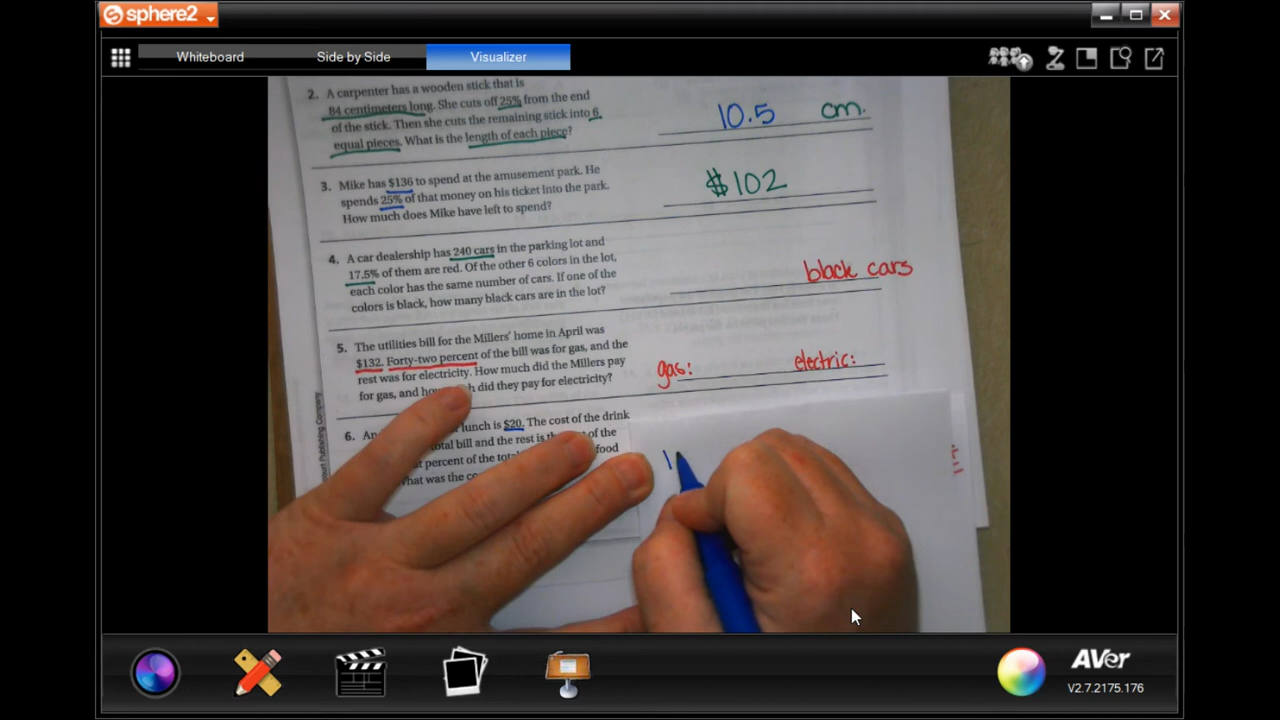 sphere2
Whiteboard Side by Side Visualizer
2. A carpenter has a wooden stick that is
84 centimeters long. She cuts off 25% from the end
of the stick. Then she cuts the remaining stick into 6
equal pieces. What is the length of each piece?
10.5 cm.
3. Mike has $136 to spend at the amusement park. He
spends 25% of that money on his ticket into the park.
How much does Mike have left to spend?
$102
4. A car dealership has 240 cars in the parking lot and
17.5% of them are red. Of the other 6 colors in the lot,
each color has the same number of cars. If one of the
colors is black, how many black cars are in the lot?
black cars
5. The utilities bill for the Millers' home in April was
$132. Forty-two percent of the bill was for gas, and the
rest was for electricity. How much did the Millers pay
for gas, and how did they pay for electricity?
gas: electric:
6. lunch is $20. The cost of the drink
total bill and the rest is of the
percent of the food
What was the
Publishing Company
1
AVer
V2.7.2175.176